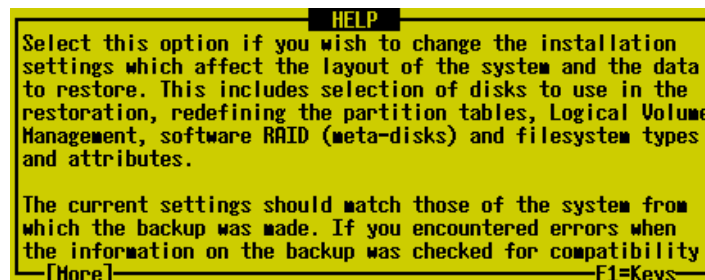 HELP
Select this option if you wish to change the installation
settings which affect the layout of the system and the data
to restore. This includes selection of disks to use in the
restoration, redefining the partition tables, Logical Volume
Management, software RAID (meta-disks) and filesystem types
and attributes.
The current settings should match those of the system from
which the backup was made. If you encountered errors when
the information on the backup was checked for compatibility
[More] F1=Keys